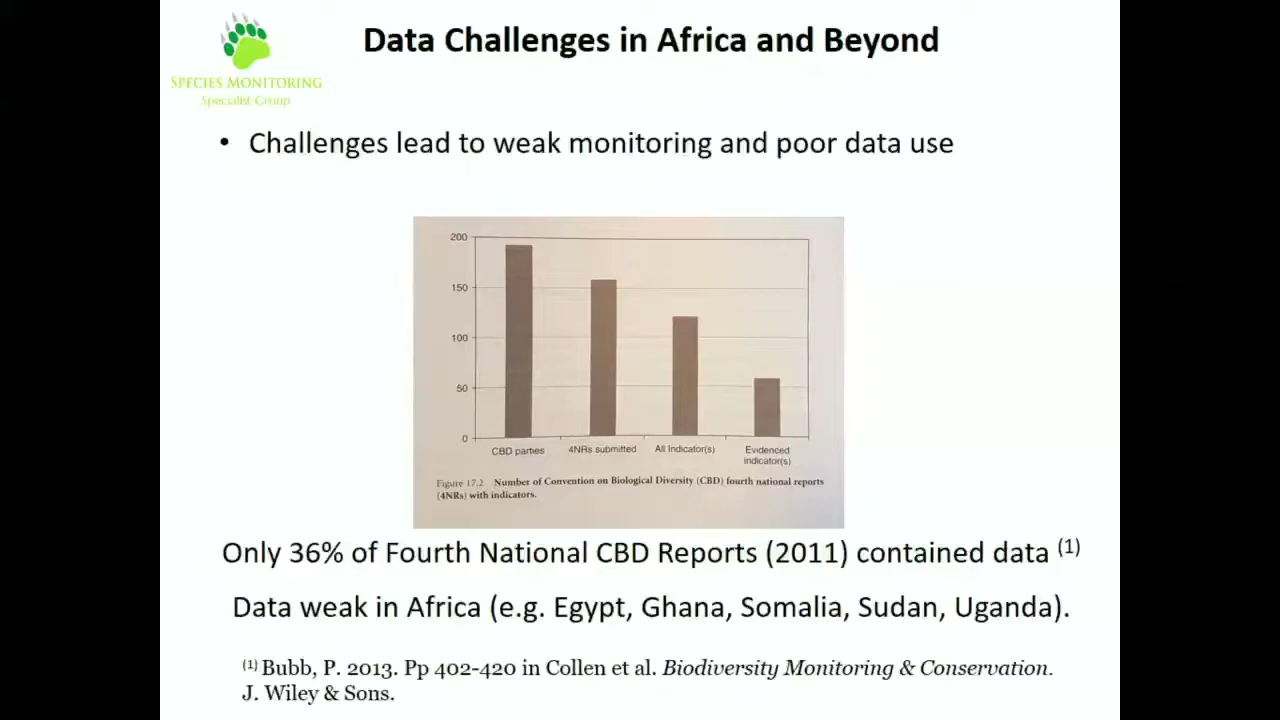 Data Challenges in Africa and Beyond
SPECIES MONITORING
Specialist Group
• Challenges lead to weak monitoring and poor data use
200
150
100
50
0
CBD parties
4NRs submitted
All Indicator(s)
Evidenced
indicator(s)
Figure 17.2 Number of Convention on Biological Diversity (CBD) fourth national reports
(4NRs) with indicators.
Only 36% of Fourth National CBD Reports (2011) contained data (1)
Data weak in Africa (e.g. Egypt, Ghana, Somalia, Sudan, Uganda).
(1) Bubb, P. 2013. Pp 402-420 in Collen et al. Biodiversity Monitoring & Conservation.
J. Wiley & Sons.